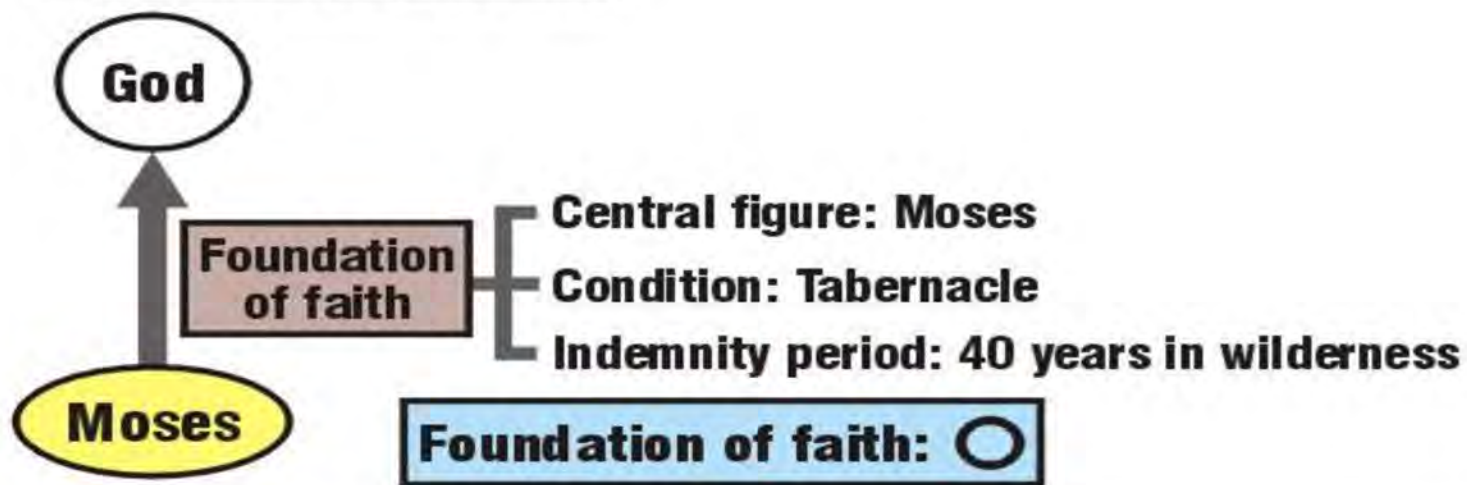 God
Foundation
of faith
Central figure: Moses
Condition: Tabernacle
Indemnity period: 40 years in wilderness
Moses
Foundation of faith: O